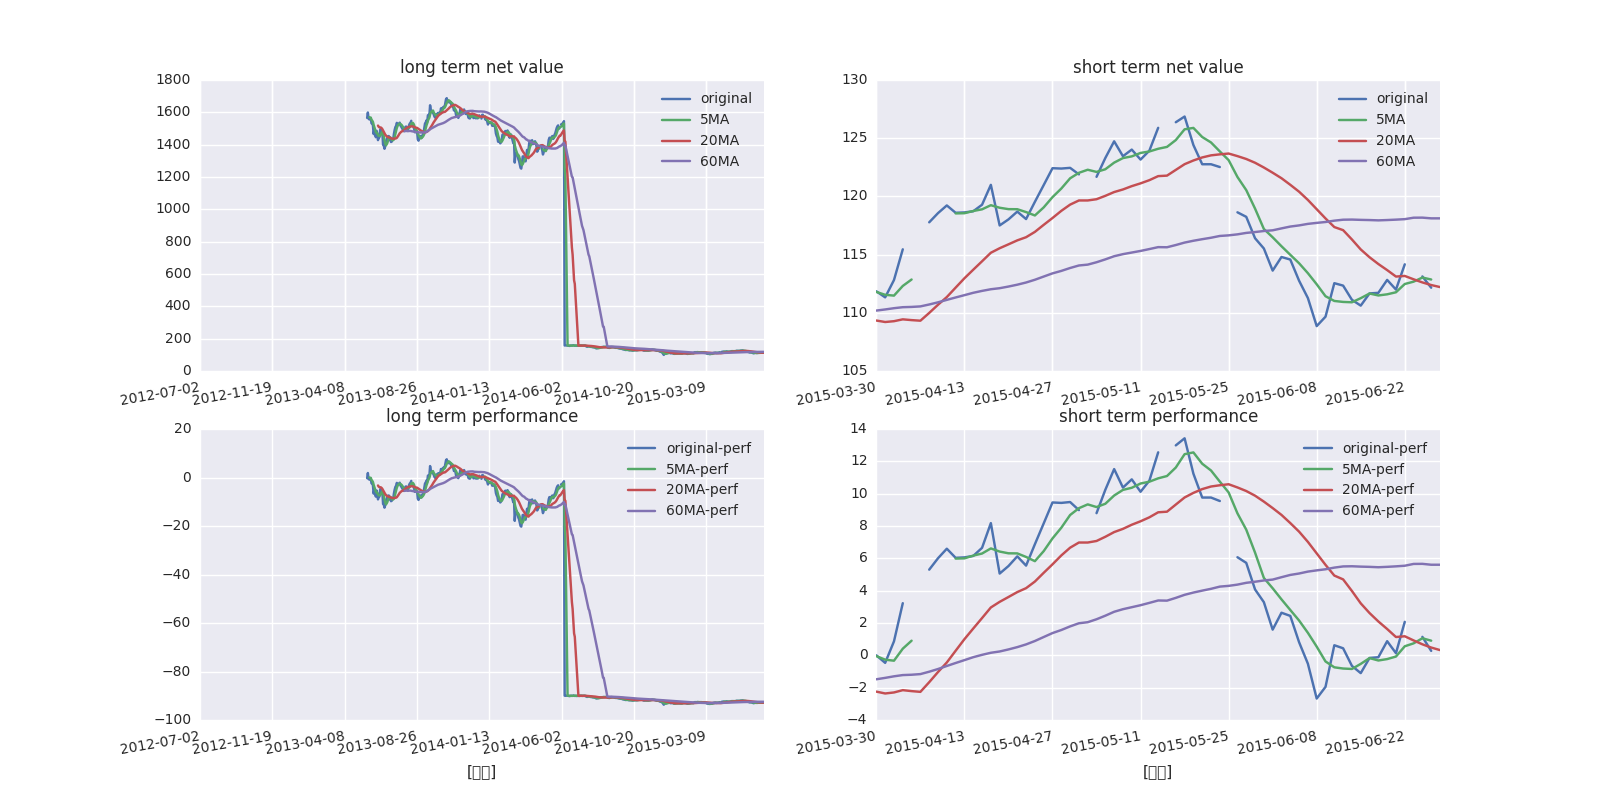 long term net value
1800
1600
1400
1200
1000
800
600
400
200
0
original
5MA
20MA
60MA
2012-07-02 2012-11-19 2013-04-08 2013-08-26 2014-01-13 2014-06-02 2014-10-20 2015-03-09
short term net value
130
125
120
115
110
105
original
5MA
20MA
60MA
2015-03-30 2015-04-13 2015-04-27 2015-05-11 2015-05-25 2015-06-08 2015-06-22
long term performance
20
0
−20
−40
−60
−80
−100
original-perf
5MA-perf
20MA-perf
60MA-perf
2012-07-02 2012-11-19 2013-04-08 2013-08-26 2014-01-13 2014-06-02 2014-10-20 2015-03-09
short term performance
14
12
10
8
6
4
2
0
−2
−4
original-perf
5MA-perf
20MA-perf
60MA-perf
2015-03-30 2015-04-13 2015-04-27 2015-05-11 2015-05-25 2015-06-08 2015-06-22